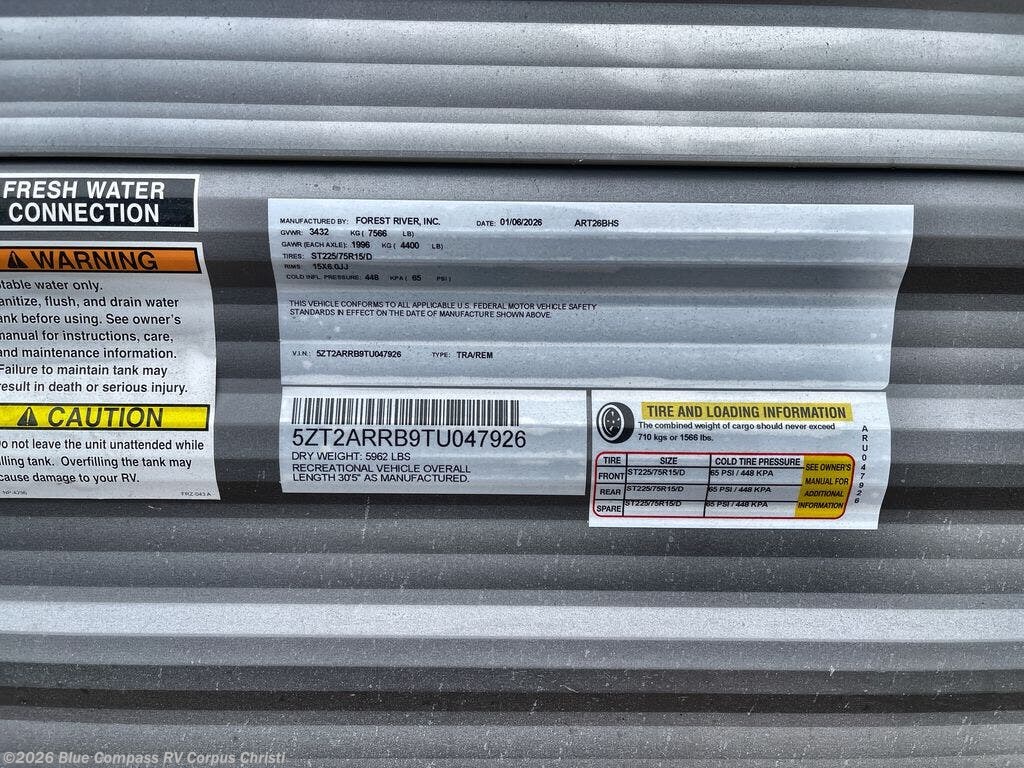 FRESH WATER
CONNECTION
WARNING
table water only.
anitize, flush, and drain water
ank before using. See owner's
manual for instructions, care,
and maintenance information.
Failure to maintain tank may
result in death or serious injury.
CAUTION
Do not leave the unit unattended while
illing tank. Overfilling the tank may
cause damage to your RV.
MANUFACTURED BY: FOREST RIVER, INC. DATE: 01/06/2026 ART26BHS
GVWR: 3432 KG ( 7566 LB)
GAWR (EACH AXLE): 1996 KG ( 4400 LB)
TIRES: ST225/75R15/D
RIMS: 15X6.0JJ
COLD INFL. PRESSURE: 448 KPA ( 65 PSI )
THIS VEHICLE CONFORMS TO ALL APPLICABLE U.S. FEDERAL MOTOR VEHICLE SAFETY
STANDARDS IN EFFECT ON THE DATE OF MANUFACTURE SHOWN ABOVE.
V.I.N.: 5ZT2ARRB9TU047926 TYPE: TRA/REM
5ZT2ARRB9TU047926
DRY WEIGHT: 5962 LBS
RECREATIONAL VEHICLE OVERALL
LENGTH 30'5" AS MANUFACTURED.
TIRE AND LOADING INFORMATION
The combined weight of cargo should never exceed
710 kgs or 1566 lbs.
TIRE SIZE COLD TIRE PRESSURE
FRONT ST225/75R15/D 65 PSI / 448 KPA
REAR ST225/75R15/D 65 PSI / 448 KPA
SPARE ST225/75R15/D 65 PSI / 448 KPA
SEE OWNER'S
MANUAL FOR
ADDITIONAL
INFORMATION
ARU047926
©2026 Blue Compass RV Corpus Christi